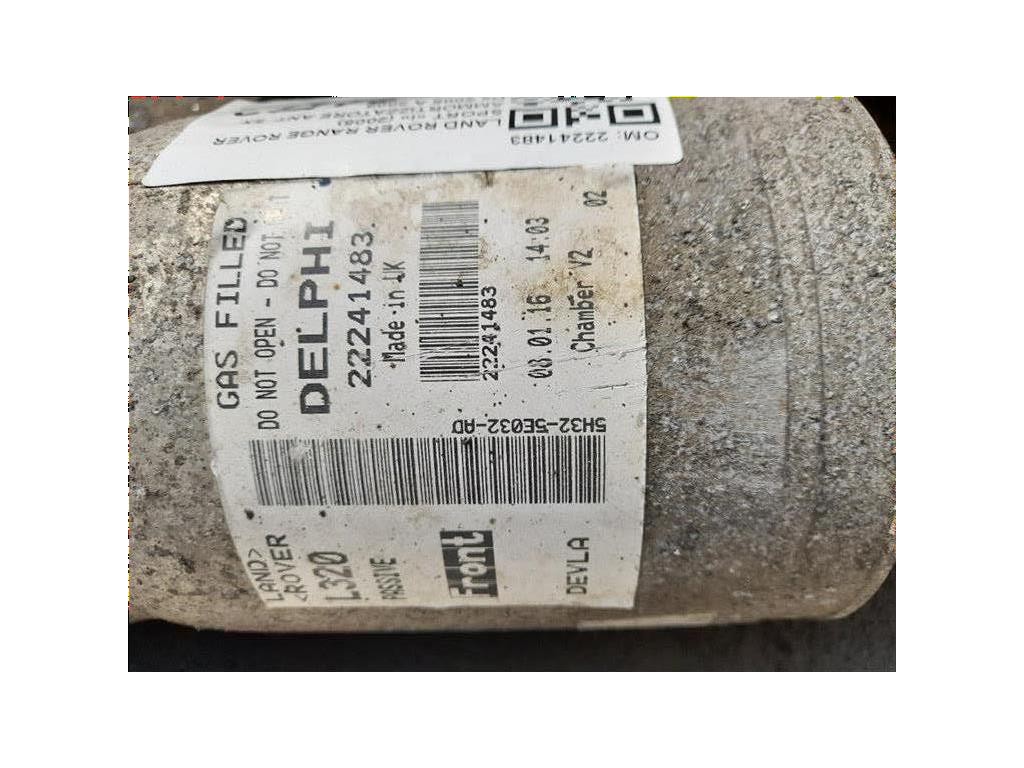 OM: 22241483
LAND ROVER RANGE ROVER
SPORT
GAS FILLED
DO NOT OPEN - DO NOT
DELPHI
22241483
Made in UK
22241483
08.01.16 14:03
Chamber V2 02
5H32-5E032-AD
LAND>
<ROVER
L320
PASSIVE
Front
DEVLA